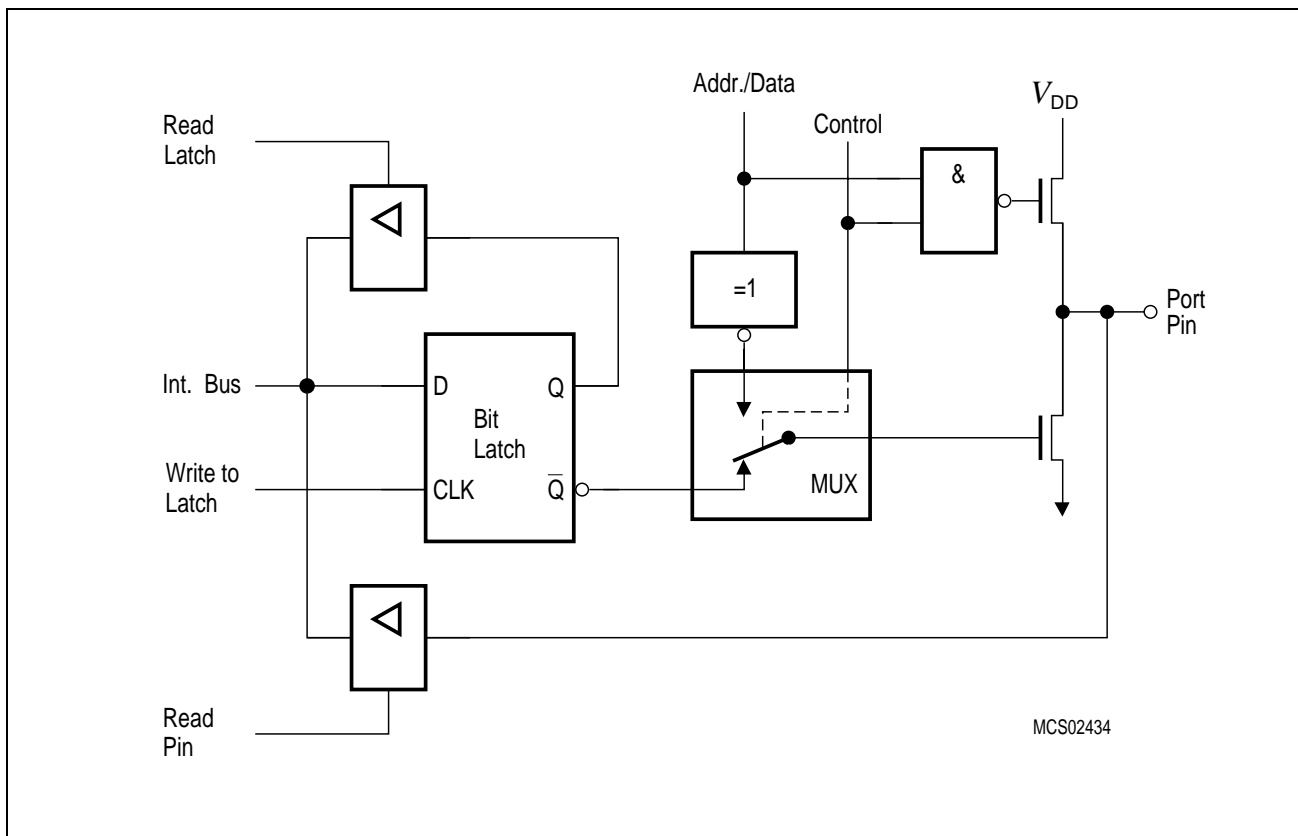 Addr./Data
Control
VDD
Read
Latch
&
=1
Port
Pin
Int. Bus
D
Q
Bit
Latch
Write to
Latch
CLK
Q̅
MUX
Read
Pin
MCS02434